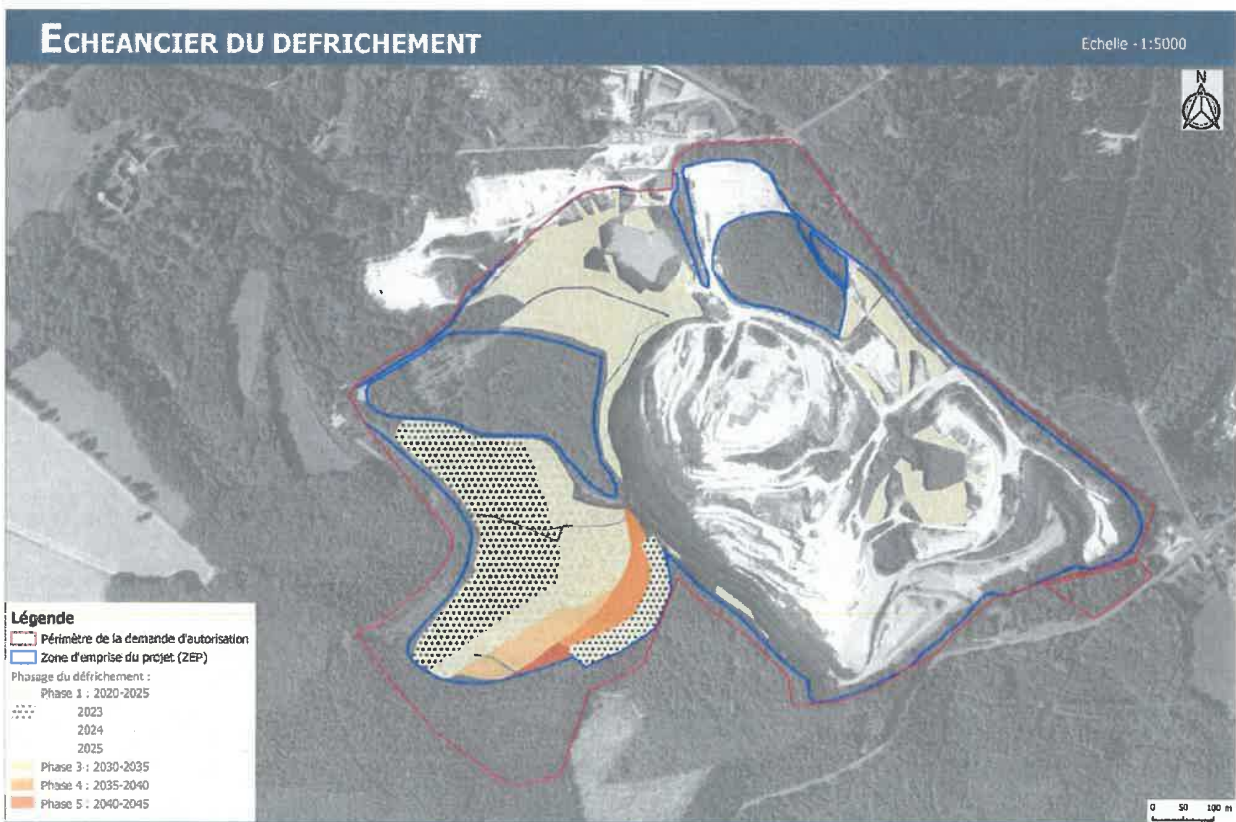 ECHEANCIER DU DEFRICHEMENT
Echelle - 1:5000
N
Légende
Périmètre de la demande d'autorisation
Zone d'emprise du projet (ZEP)
Phasage du défrichement :
Phase 1 : 2020-2025
2023
2024
2025
Phase 3 : 2030-2035
Phase 4 : 2035-2040
Phase 5 : 2040-2045
0 50 100 m